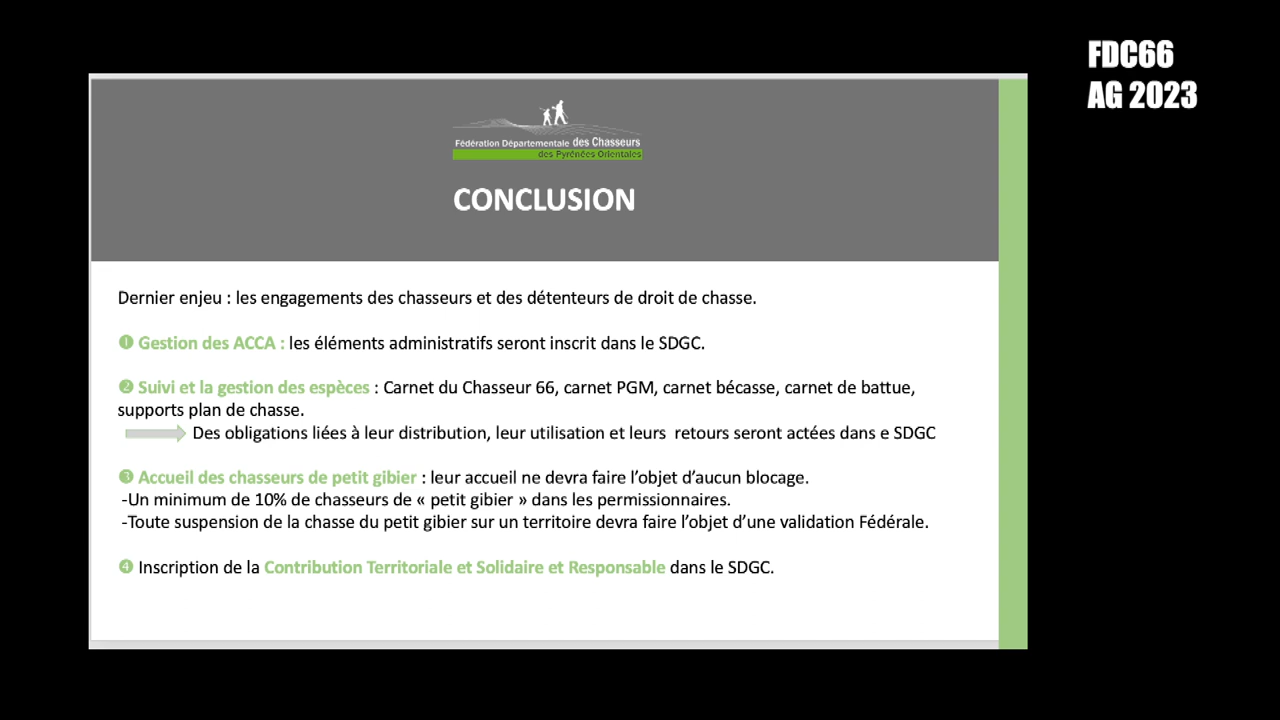 FDC66
AG 2023
Fédération Départementale des Chasseurs
des Pyrénées Orientales
CONCLUSION
Dernier enjeu : les engagements des chasseurs et des détenteurs de droit de chasse.
❶ Gestion des ACCA : les éléments administratifs seront inscrit dans le SDGC.
❷ Suivi et la gestion des espèces : Carnet du Chasseur 66, carnet PGM, carnet bécasse, carnet de battue,
supports plan de chasse.
Des obligations liées à leur distribution, leur utilisation et leurs  retours seront actées dans e SDGC
❸ Accueil des chasseurs de petit gibier : leur accueil ne devra faire l’objet d’aucun blocage.
-Un minimum de 10% de chasseurs de « petit gibier » dans les permissionnaires.
-Toute suspension de la chasse du petit gibier sur un territoire devra faire l’objet d’une validation Fédérale.
❹ Inscription de la Contribution Territoriale et Solidaire et Responsable dans le SDGC.